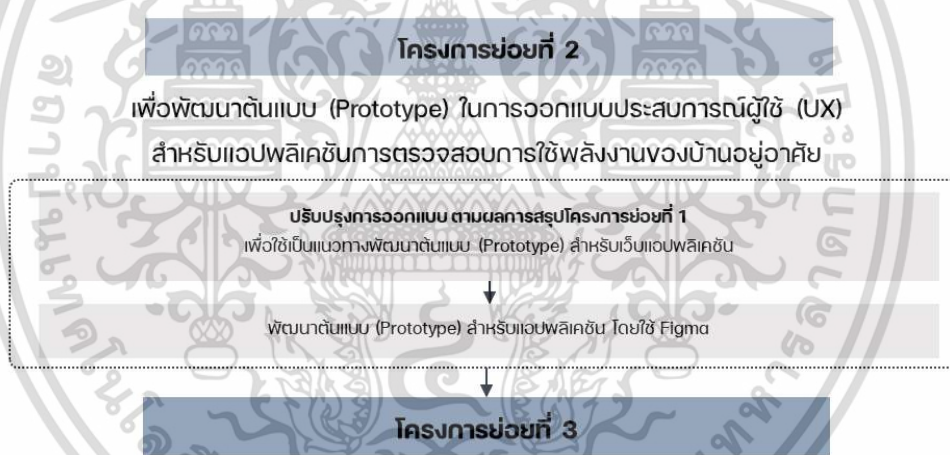 โครงการย่อยที่ 2
เพื่อพัฒนาต้นแบบ (Prototype) ในการออกแบบประสบการณ์ผู้ใช้ (UX)
สำหรับแอปพลิเคชันการตรวจสอบการใช้พลังงานของบ้านอยู่อาศัย
ปรับปรุงการออกแบบ ตามผลการสรุปโครงการย่อยที่ 1
เพื่อใช้เป็นแนวทางพัฒนาต้นแบบ (Prototype) สำหรับเว็บแอปพลิเคชัน
พัฒนาต้นแบบ (Prototype) สำหรับแอปพลิเคชัน โดยใช้ Figma
โครงการย่อยที่ 3